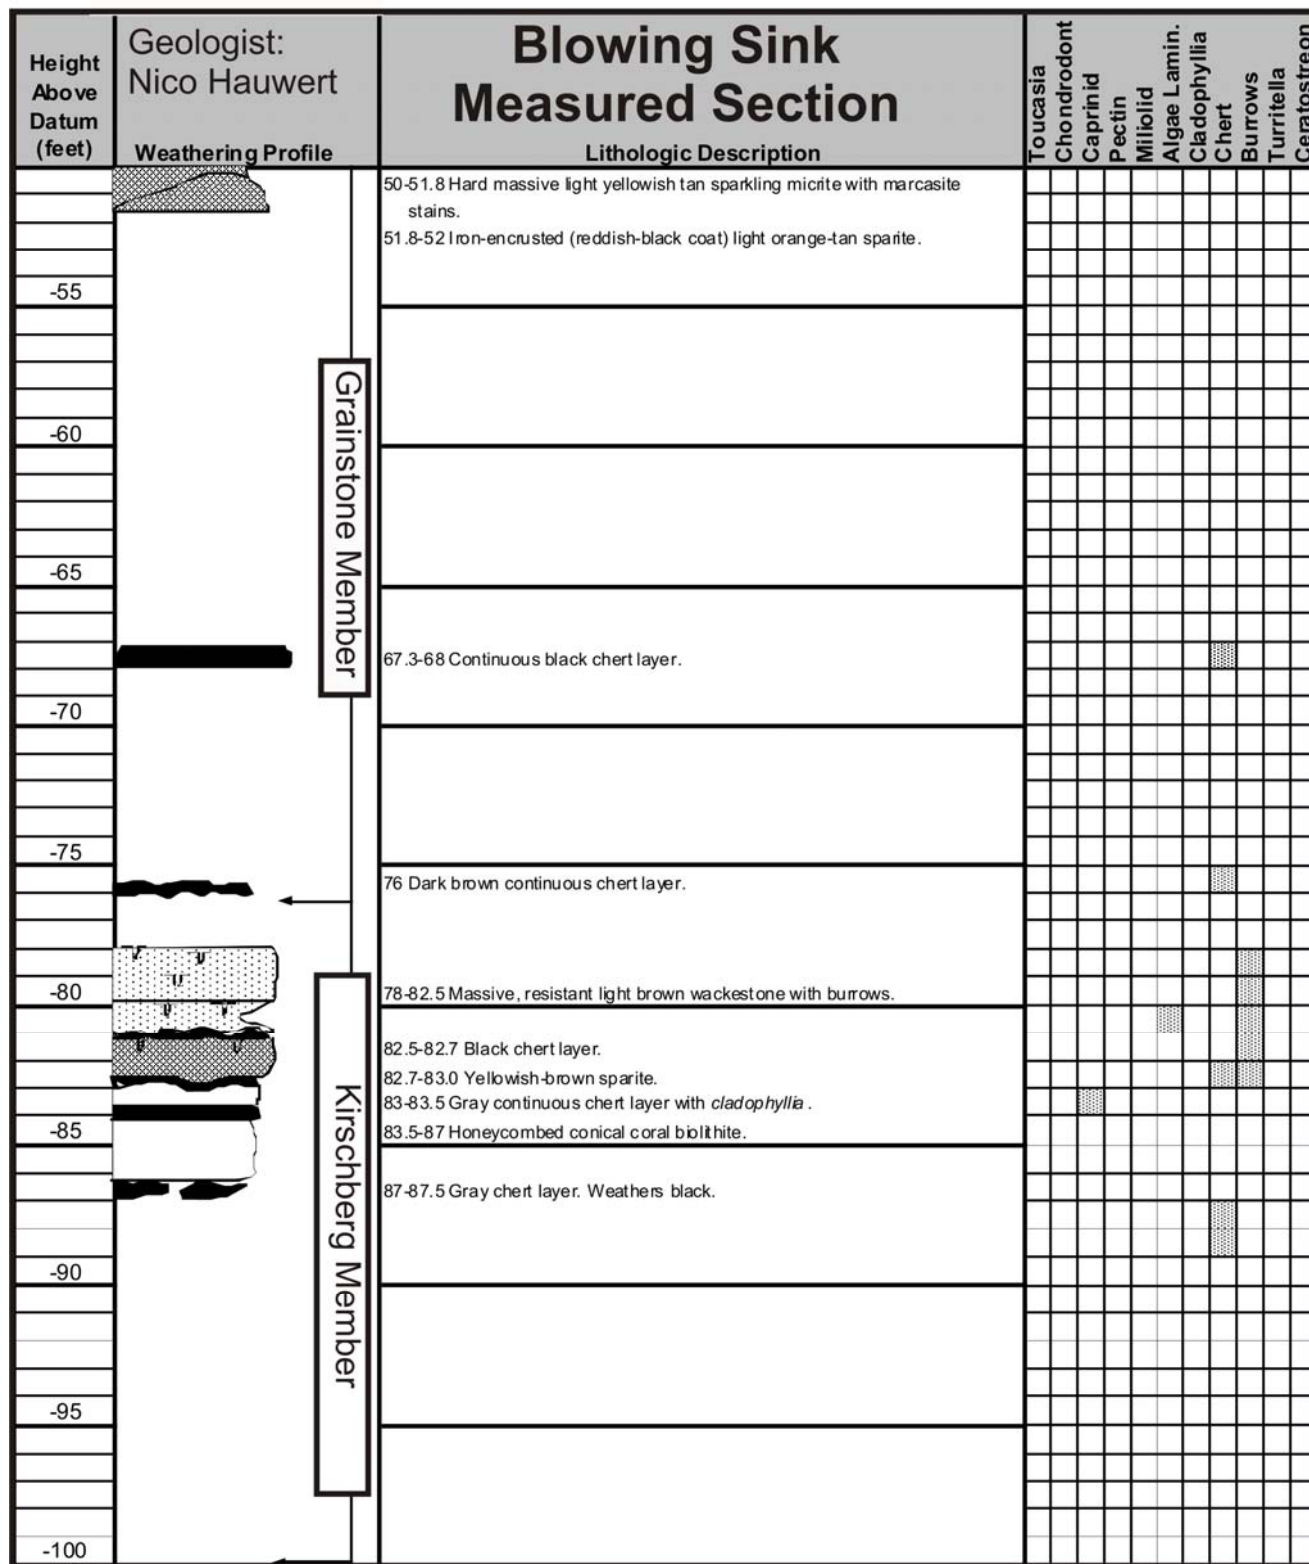 Height
Above
Datum
(feet)
Geologist:
Nico Hauwert
Weathering Profile
Blowing Sink
Measured Section
Lithologic Description
Toucasia
Chondrodont
Caprinid
Pectin
Miliolid
Algae Lamin.
Cladophyllia
Chert
Burrows
Turritella
Ceratostreon
50-51.8 Hard massive light yellowish tan sparkling micrite with marcasite
stains.
51.8-52 Iron-encrusted (reddish-black coat) light orange-tan sparite.
-55
-60
Grainstone Member
-65
67.3-68 Continuous black chert layer.
-70
-75
76 Dark brown continuous chert layer.
-80
78-82.5 Massive, resistant light brown wackestone with burrows.
82.5-82.7 Black chert layer.
82.7-83.0 Yellowish-brown sparite.
83-83.5 Gray continuous chert layer with cladophyllia.
-85
83.5-87 Honeycombed conical coral biolithite.
Kirschberg Member
87-87.5 Gray chert layer. Weathers black.
-90
-95
-100